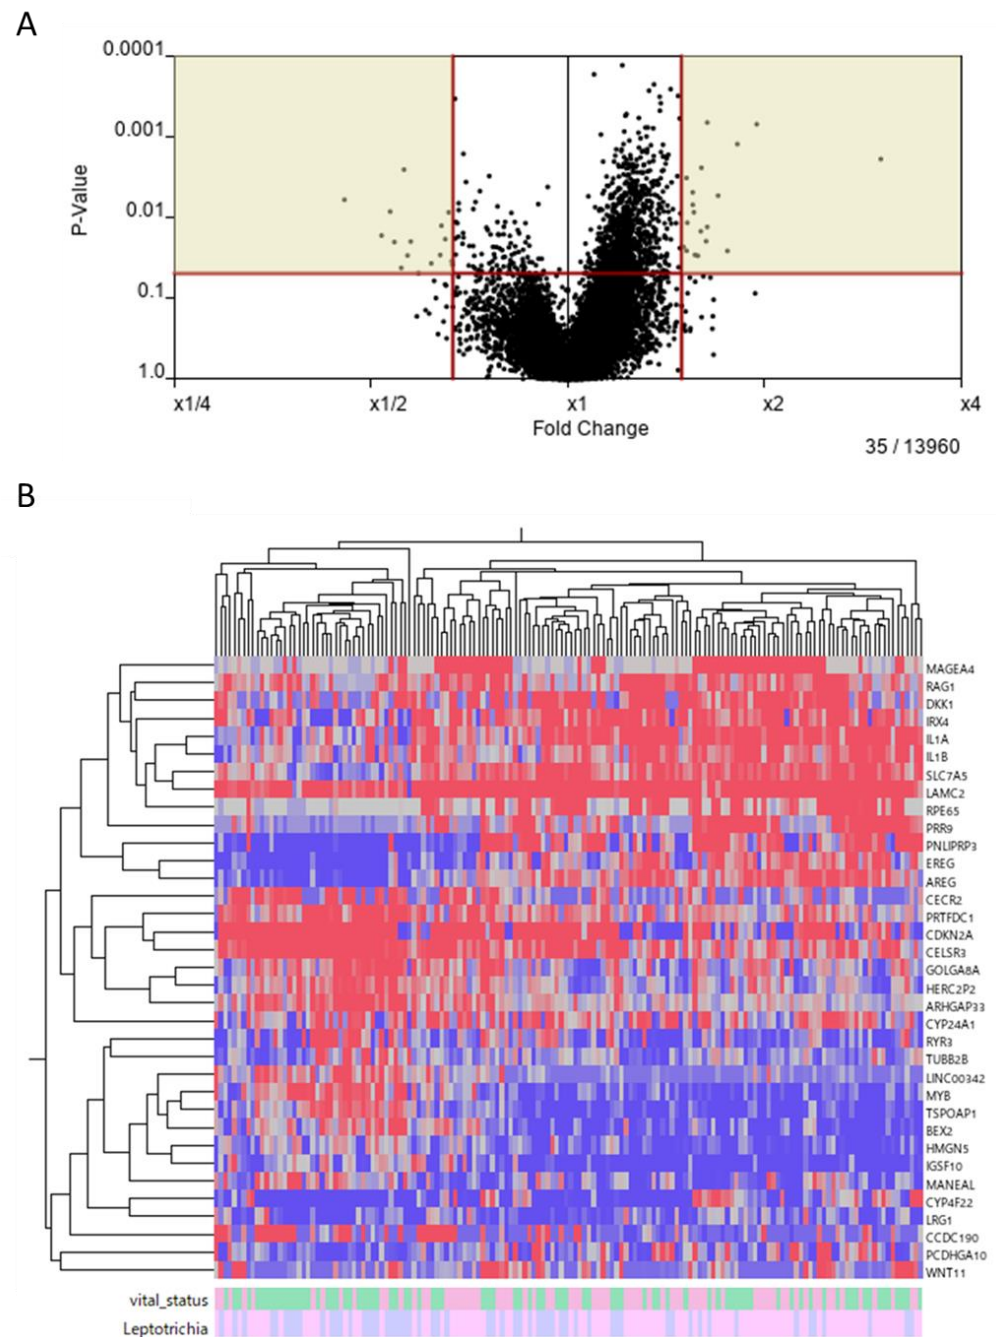 A
0.0001
0.001
0.01
0.1
1.0
P-Value
x1/4 x1/2 x1 x2 x4
Fold Change
35 / 13960
B
MAGEA4
RAG1
DKK1
IRX4
IL1A
IL1B
SLC7A5
LAMC2
RPE65
PRR9
PNLIPRP3
EREG
AREG
CECR2
PRTFDC1
CDKN2A
CELSR3
GOLGA8A
HERC2P2
ARHGAP33
CYP24A1
RYR3
TUBB2B
LINC00342
MYB
TSPOAP1
BEX2
HMGN5
IGSF10
MANEAL
CYP4F22
LRG1
CCDC190
PCDHGA10
WNT11
vital_status
Leptotrichia